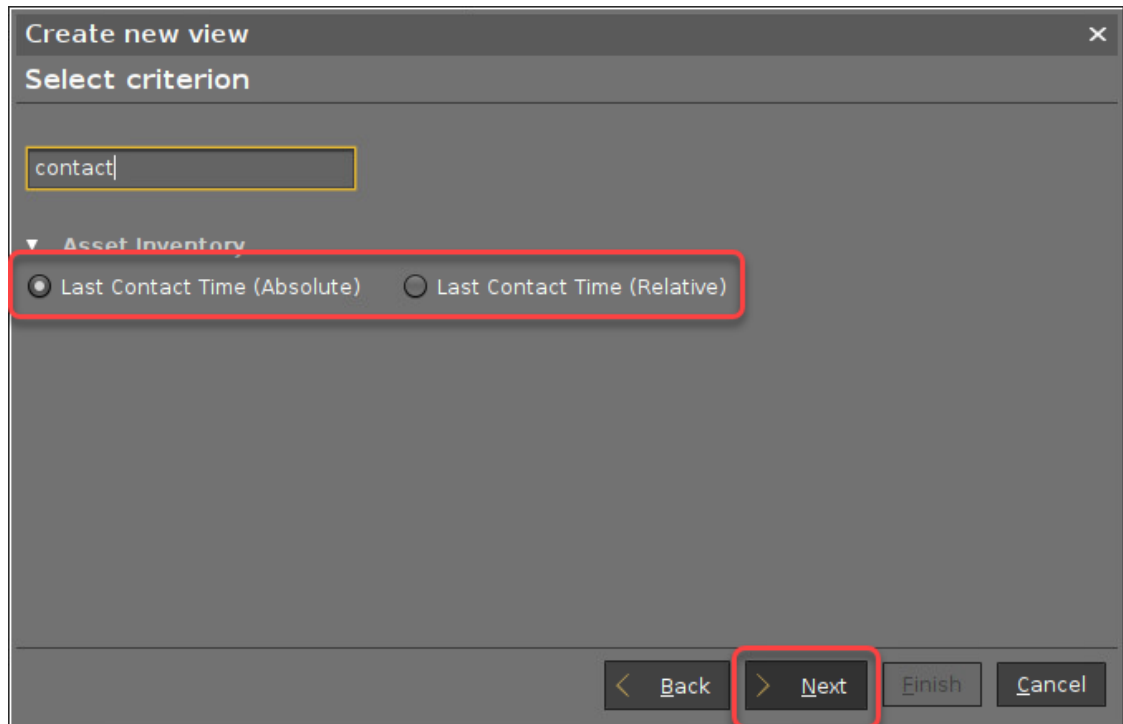 Create new view
Select criterion
contact
Asset Inventory
Last Contact Time (Absolute) Last Contact Time (Relative)
Back Next Finish Cancel